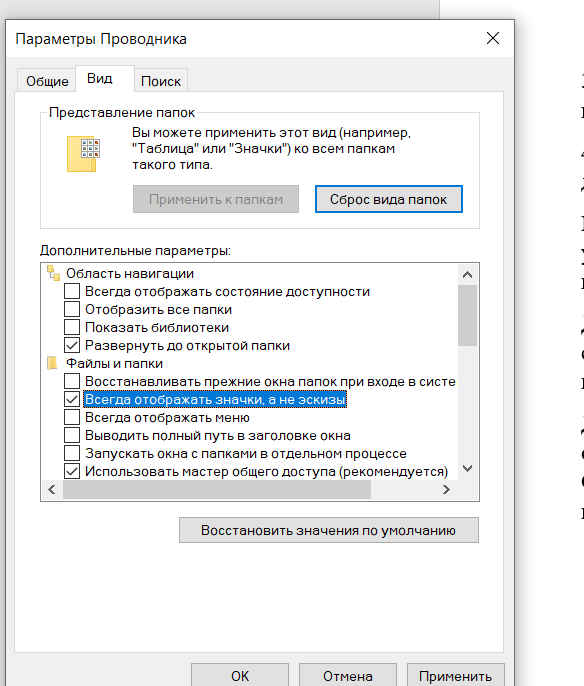 Параметры Проводника
Общие
Вид
Поиск
Представление папок
Вы можете применить этот вид (например,
"Таблица" или "Значки") ко всем папкам
такого типа.
Применить к папкам
Сброс вида папок
Дополнительные параметры:
Область навигации
Всегда отображать состояние доступности
Отобразить все папки
Показать библиотеки
Развернуть до открытой папки
Файлы и папки
Восстанавливать прежние окна папок при входе в систе
Всегда отображать значки, а не эскизы
Всегда отображать меню
Выводить полный путь в заголовке окна
Запускать окна с папками в отдельном процессе
Использовать мастер общего доступа (рекомендуется)
Восстановить значения по умолчанию
ОК
Отмена
Применить